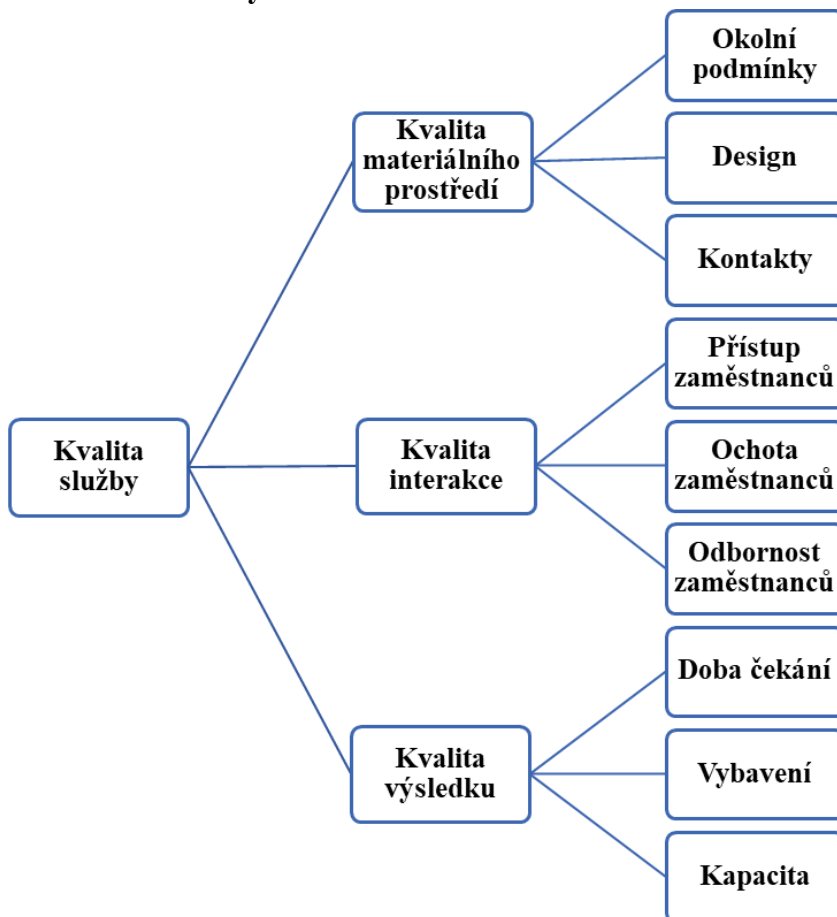 Okolní
podmínky
Kvalita
materiálního
prostředí
Design
Kontakty
Přístup
zaměstnanců
Kvalita
služby
Kvalita
interakce
Ochota
zaměstnanců
Odbornost
zaměstnanců
Doba čekání
Kvalita
výsledku
Vybavení
Kapacita